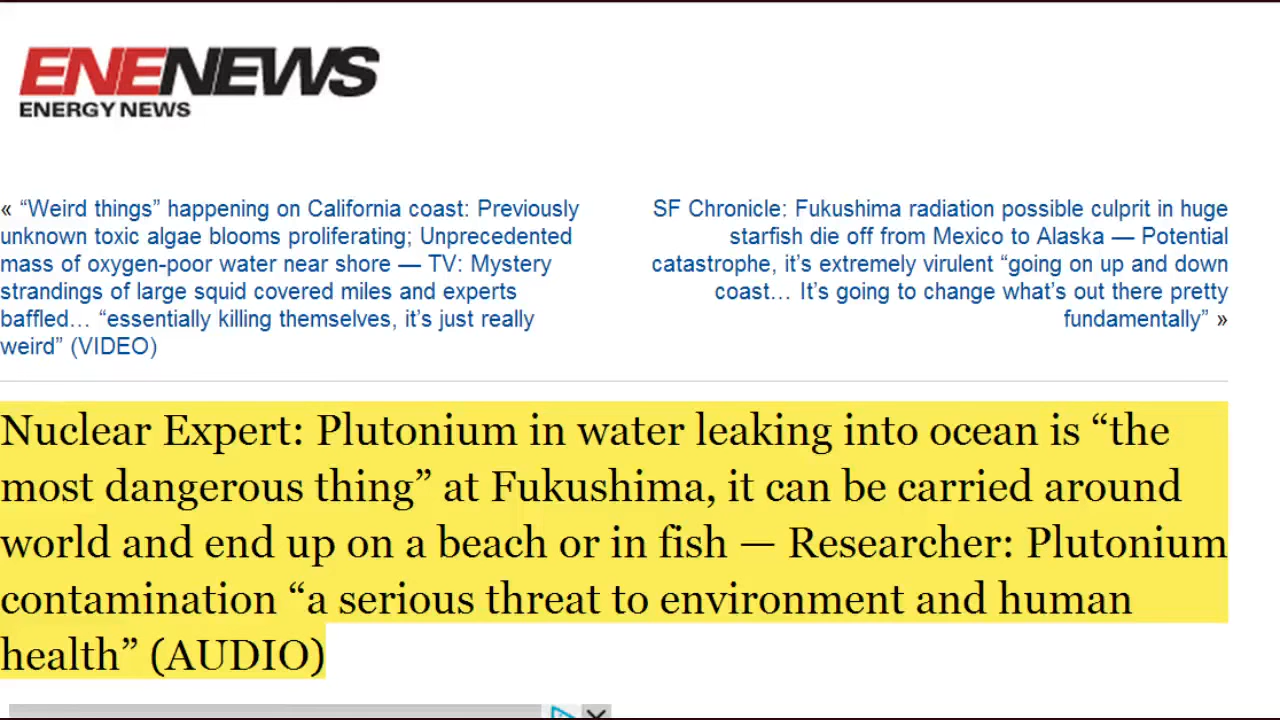 ENENEWS
ENERGY NEWS
« “Weird things” happening on California coast: Previously
unknown toxic algae blooms proliferating; Unprecedented
mass of oxygen-poor water near shore — TV: Mystery
strandings of large squid covered miles and experts
baffled… “essentially killing themselves, it’s just really
weird” (VIDEO)
SF Chronicle: Fukushima radiation possible culprit in huge
starfish die off from Mexico to Alaska — Potential
catastrophe, it’s extremely virulent “going on up and down
coast… It’s going to change what’s out there pretty
fundamentally” »
Nuclear Expert: Plutonium in water leaking into ocean is “the
most dangerous thing” at Fukushima, it can be carried around
world and end up on a beach or in fish — Researcher: Plutonium
contamination “a serious threat to environment and human
health” (AUDIO)